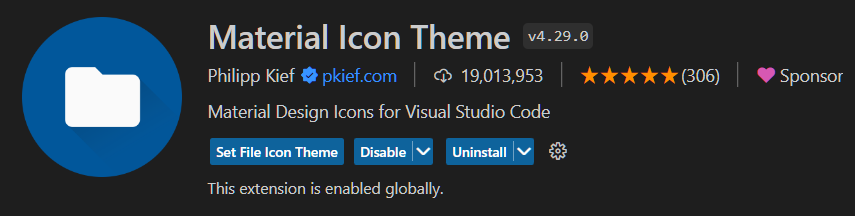 Material Icon Theme v4.29.0
Philipp Kief pkief.com 19,013,953 (306) Sponsor
Material Design Icons for Visual Studio Code
Set File Icon Theme Disable Uninstall
This extension is enabled globally.